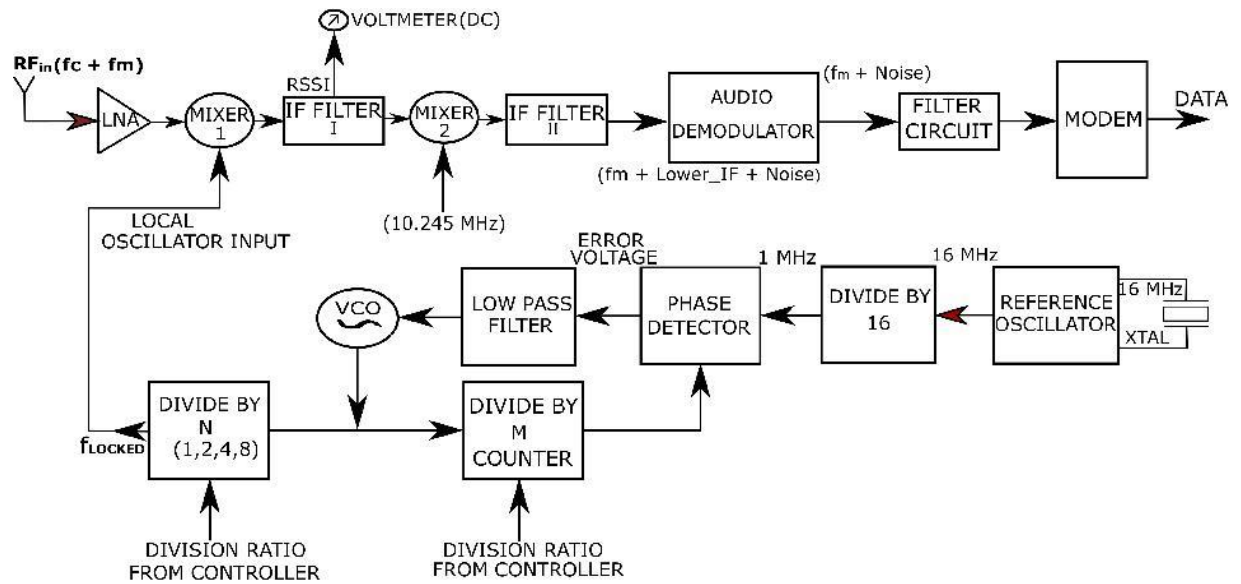 VOLTMETER(DC)
RFin(fc + fm)
RSSI
LNA
MIXER
1
IF FILTER
I
MIXER
2
IF FILTER
II
AUDIO
DEMODULATOR
(fm + Noise)
FILTER
CIRCUIT
MODEM
DATA
(fm + Lower_IF + Noise)
(10.245 MHz)
LOCAL
OSCILLATOR INPUT
VCO
LOW PASS
FILTER
ERROR
VOLTAGE
PHASE
DETECTOR
1 MHz
DIVIDE BY
16
16 MHz
REFERENCE
OSCILLATOR
16 MHz
XTAL
fLOCKED
DIVIDE BY
N
(1,2,4,8)
DIVIDE BY
M
COUNTER
DIVISION RATIO
FROM CONTROLLER
DIVISION RATIO
FROM CONTROLLER